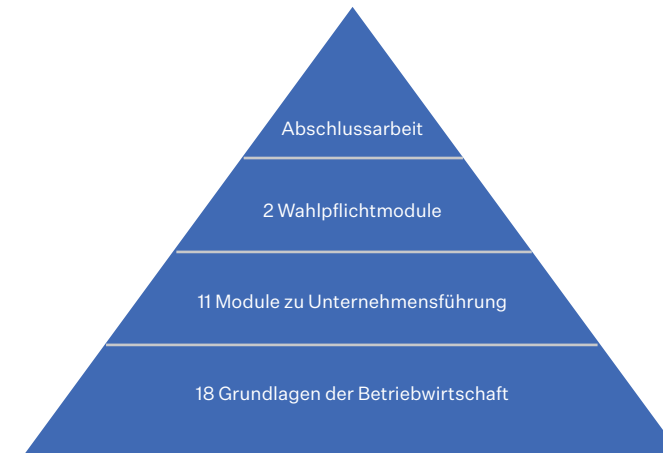 Abschlussarbeit
2 Wahlpflichtmodule
11 Module zu Unternehmensführung
18 Grundlagen der Betriebwirtschaft